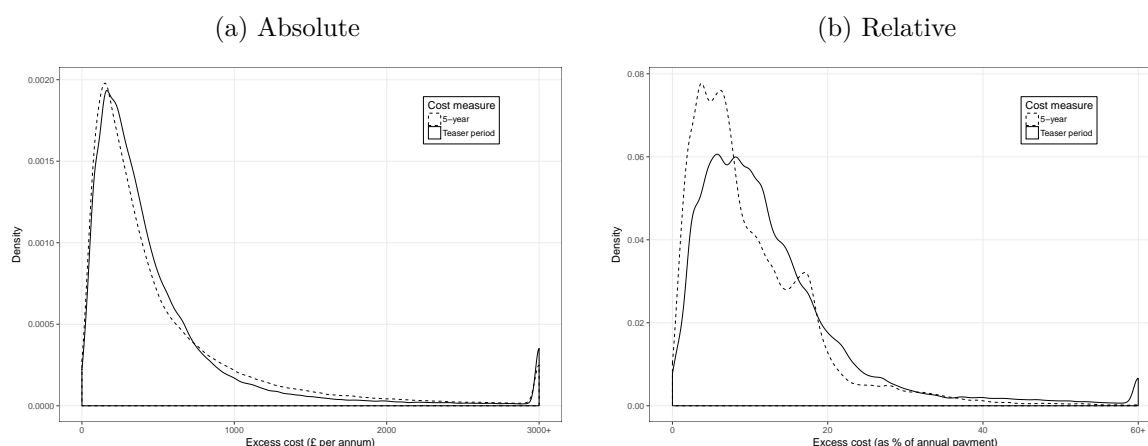 (a) Absolute
0.0020
0.0015
0.0010
0.0005
0.0000
Density
Cost measure
5−year
Teaser period
0
1000
2000
3000+
Excess cost (£ per annum)
(b) Relative
0.08
0.06
0.04
0.02
0.00
Density
Cost measure
5−year
Teaser period
0
20
40
60+
Excess cost (as % of annual payment)